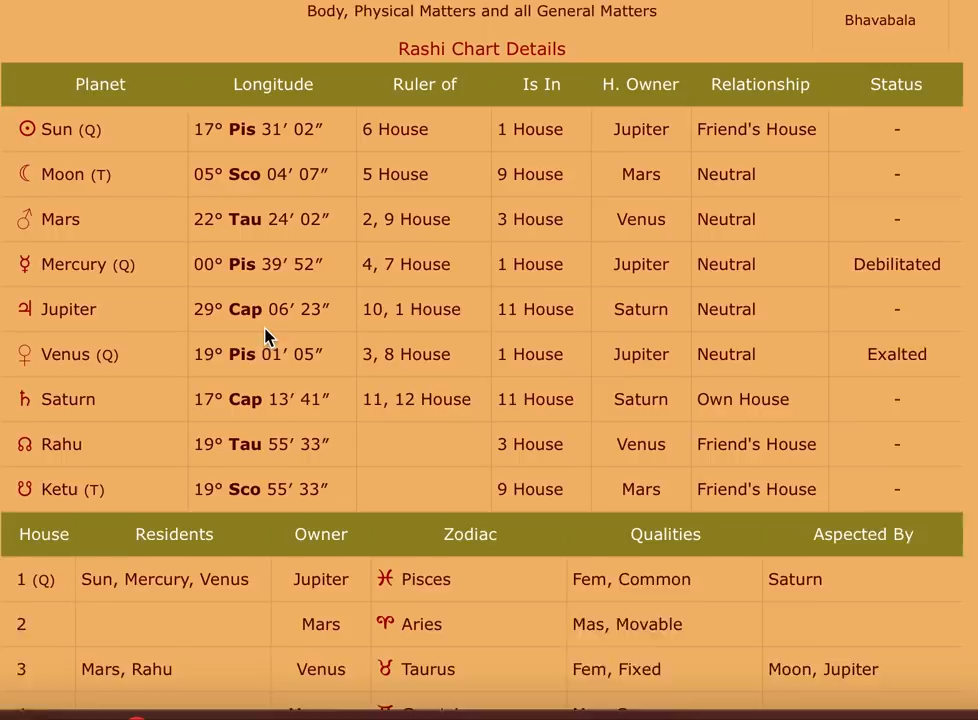 Body, Physical Matters and all General Matters
Bhavabala
Rashi Chart Details
Planet Longitude Ruler of Is In H. Owner Relationship Status
☉ Sun (Q) 17° Pis 31′ 02″ 6 House 1 House Jupiter Friend's House -
☾ Moon (T) 05° Sco 04′ 07″ 5 House 9 House Mars Neutral -
♂ Mars 22° Tau 24′ 02″ 2, 9 House 3 House Venus Neutral -
☿ Mercury (Q) 00° Pis 39′ 52″ 4, 7 House 1 House Jupiter Neutral Debilitated
♃ Jupiter 29° Cap 06′ 23″ 10, 1 House 11 House Saturn Neutral -
♀ Venus (Q) 19° Pis 01′ 05″ 3, 8 House 1 House Jupiter Neutral Exalted
♄ Saturn 17° Cap 13′ 41″ 11, 12 House 11 House Saturn Own House -
☊ Rahu 19° Tau 55′ 33″ 3 House Venus Friend's House -
☋ Ketu (T) 19° Sco 55′ 33″ 9 House Mars Friend's House -
House Residents Owner Zodiac Qualities Aspected By
1 (Q) Sun, Mercury, Venus Jupiter ♓ Pisces Fem, Common Saturn
2 Mars ♈ Aries Mas, Movable
3 Mars, Rahu Venus ♉ Taurus Fem, Fixed Moon, Jupiter